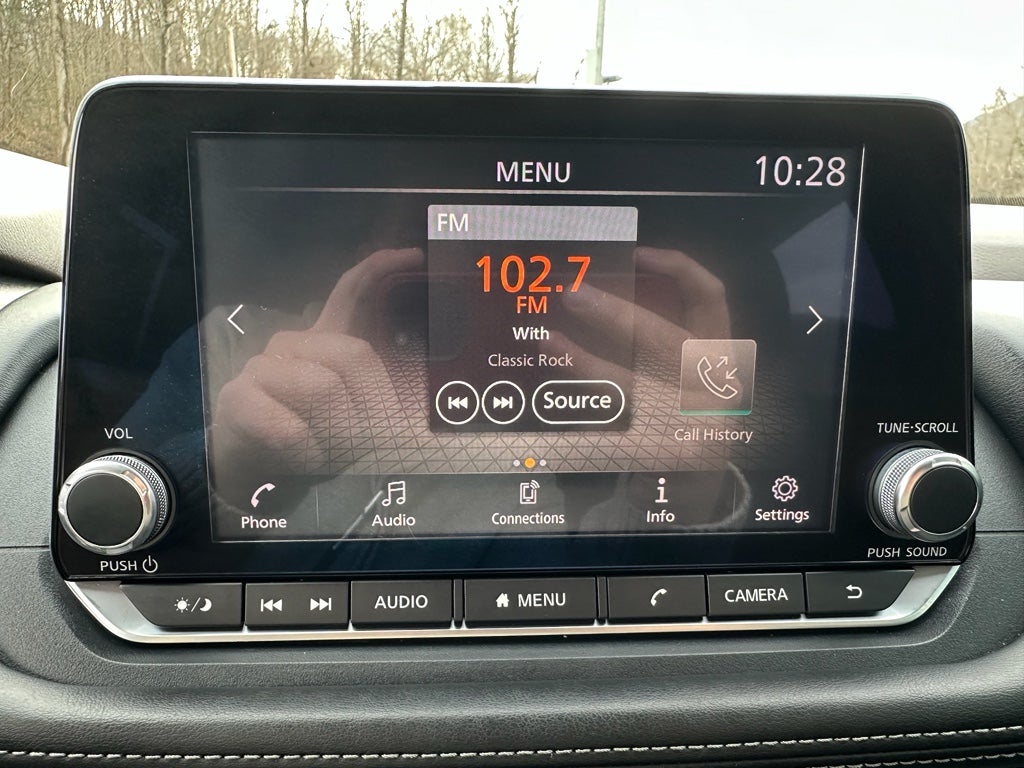 MENU 10:28
FM
102.7
FM
With
Classic Rock
Source
Call History
VOL
TUNE·SCROLL
Phone Audio Connections Info Settings
PUSH
PUSH SOUND
AUDIO MENU CAMERA